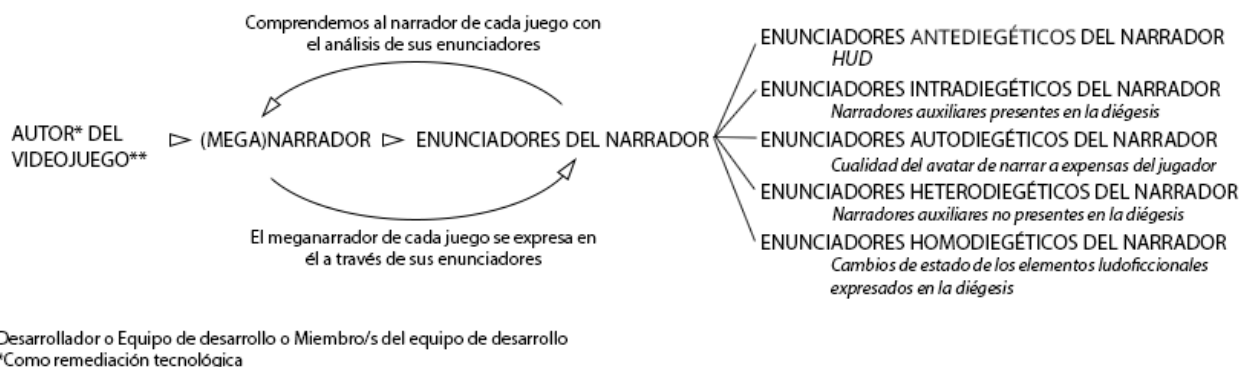 Comprendemos al narrador de cada juego con
el análisis de sus enunciadores
AUTOR* DEL
VIDEOJUEGO**
(MEGA)NARRADOR
ENUNCIADORES DEL NARRADOR
El meganarrador de cada juego se expresa en
él a través de sus enunciadores
ENUNCIADORES ANTEDIEGÉTICOS DEL NARRADOR
HUD
ENUNCIADORES INTRADIEGÉTICOS DEL NARRADOR
Narradores auxiliares presentes en la diégesis
ENUNCIADORES AUTODIEGÉTICOS DEL NARRADOR
Cualidad del avatar de narrar a expensas del jugador
ENUNCIADORES HETERODIEGÉTICOS DEL NARRADOR
Narradores auxiliares no presentes en la diégesis
ENUNCIADORES HOMODIEGÉTICOS DEL NARRADOR
Cambios de estado de los elementos ludoficcionales
expresados en la diégesis
Desarrollador o Equipo de desarrollo o Miembro/s del equipo de desarrollo
*Como remediación tecnológica